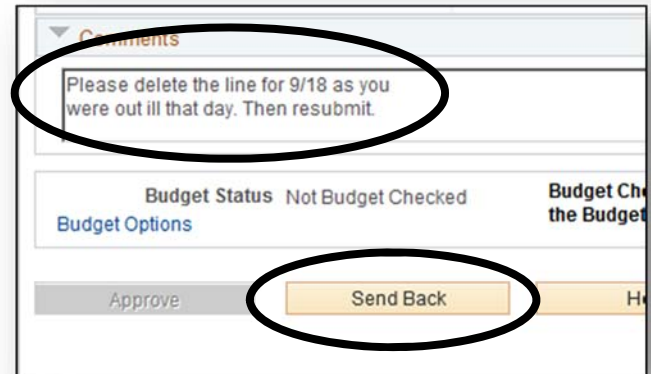 Comments
Please delete the line for 9/18 as you
were out ill that day. Then resubmit.
Budget Status Not Budget Checked
Budget Options
the Budget
Approve
Send Back